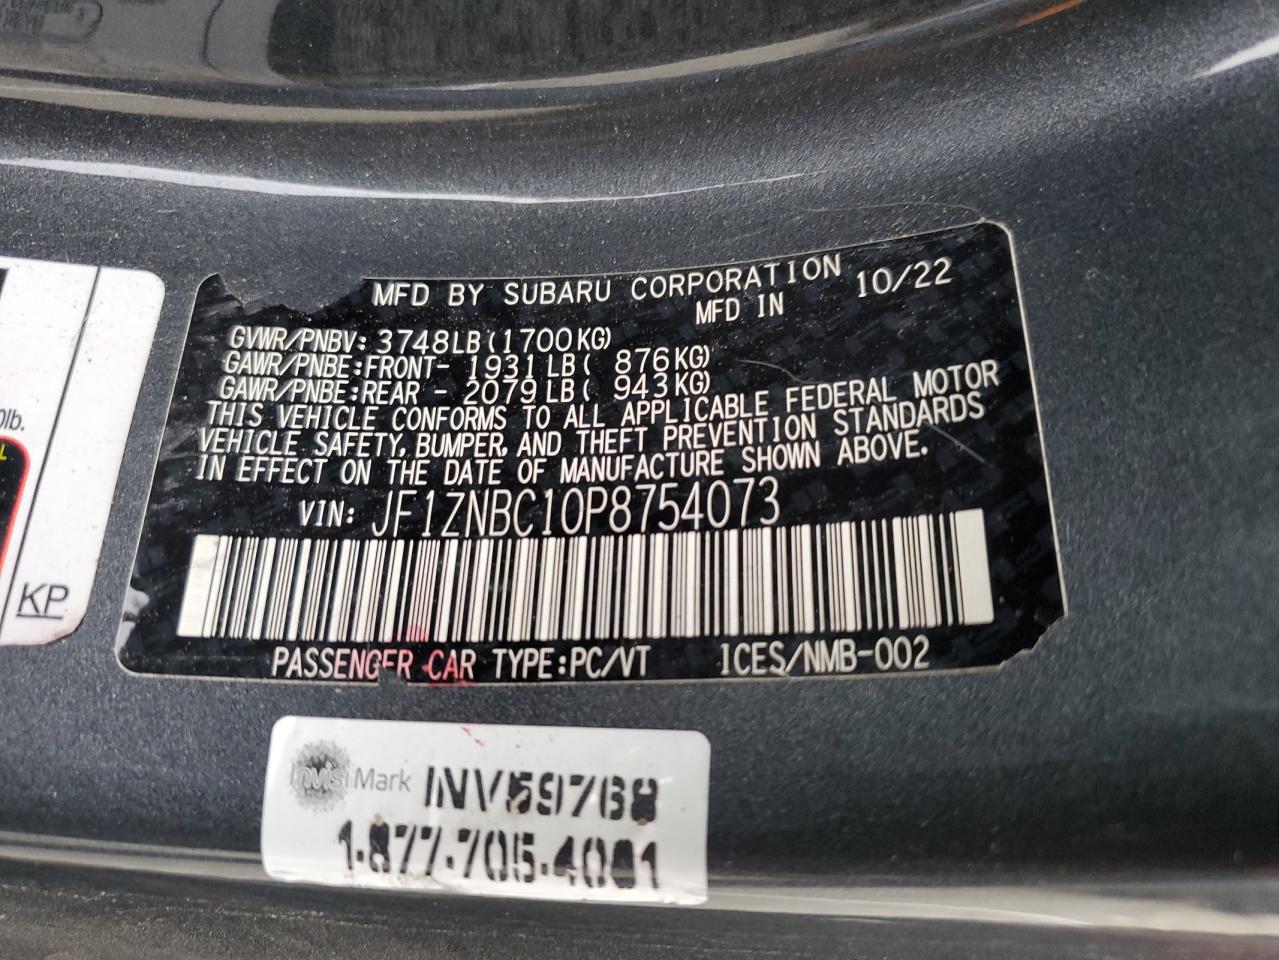 MFD BY SUBARU CORPORATION 10/22
MFD IN
GVWR/PNBV: 3748LB(1700KG)
GAWR/PNBE:FRONT- 1931LB( 876KG)
GAWR/PNBE:REAR - 2079LB( 943KG)
THIS VEHICLE CONFORMS TO ALL APPLICABLE FEDERAL MOTOR
VEHICLE SAFETY, BUMPER, AND THEFT PREVENTION STANDARDS
IN EFFECT ON THE DATE OF MANUFACTURE SHOWN ABOVE.
VIN: JF1ZNBC10P8754073
PASSENGER CAR TYPE:PC/VT ICES/NMB-002
0lb.
L
KP
InvisiMark INV59768
1-877-705-4001